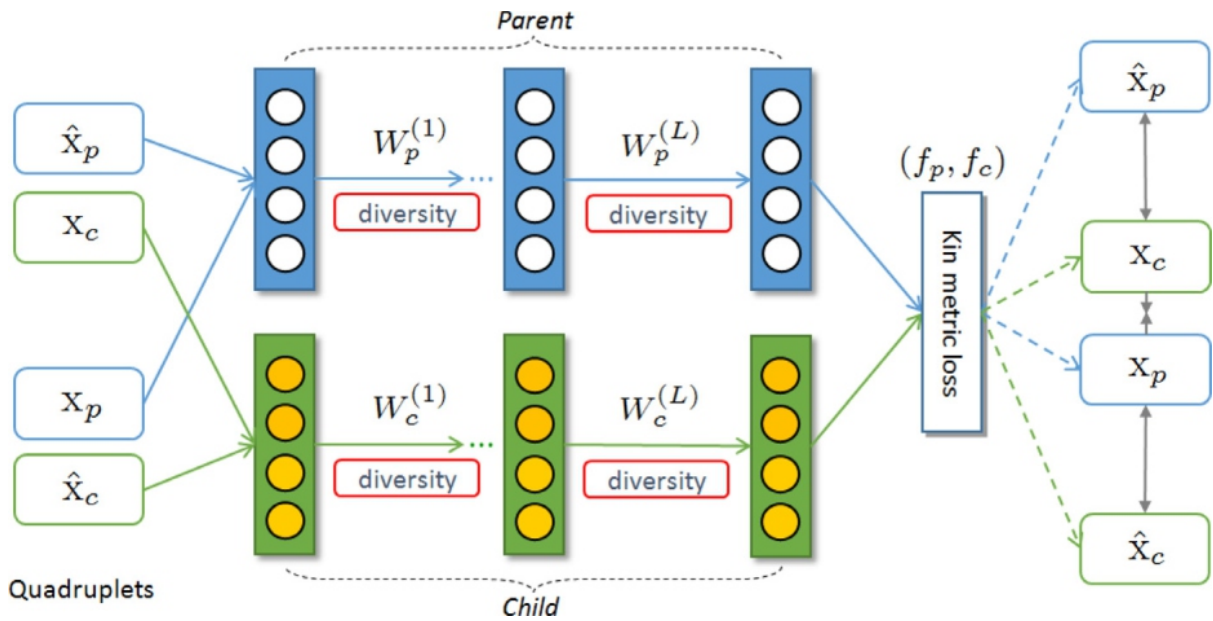 Parent
x̂_p
x_c
x_p
x̂_c
Quadruplets
W_p^(1)
...
W_p^(L)
diversity
diversity
W_c^(1)
...
W_c^(L)
diversity
diversity
Child
(f_p, f_c)
Kin metric loss
x̂_p
x_c
x_p
x̂_c